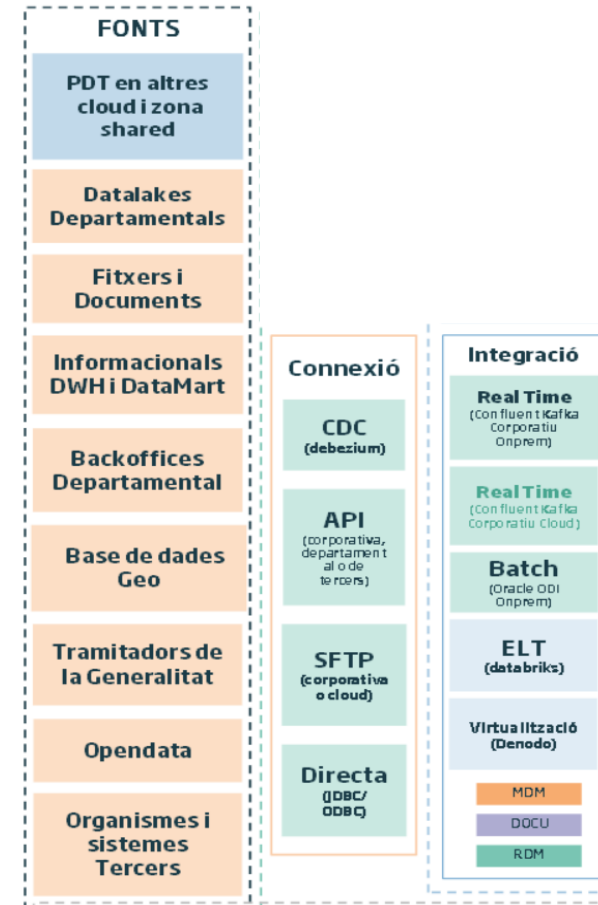 FONTS
PDT en altres
cloud i zona
shared
Datalakes
Departamentals
Fitxers i
Documents
Informacionals
DWH i DataMart
Backoffices
Departamental
Base de dades
Geo
Tramitadors de
la Generalitat
Opendata
Organismes i
sistemes
Tercers
Connexió
CDC
(debezium)
API
(corporativa,
department
al o de
tercers)
SFTP
(corporativa
o cloud)
Directa
(JDBC/
ODBC)
Integració
Real Time
(Confluent Kafka
Corporatiu
Onprem)
Real Time
(Confluent Kafka
Corporatiu Cloud)
Batch
(Oracle ODI
Onprem)
ELT
(databriks)
Virtualització
(Denodo)
MDM
DOCU
RDM